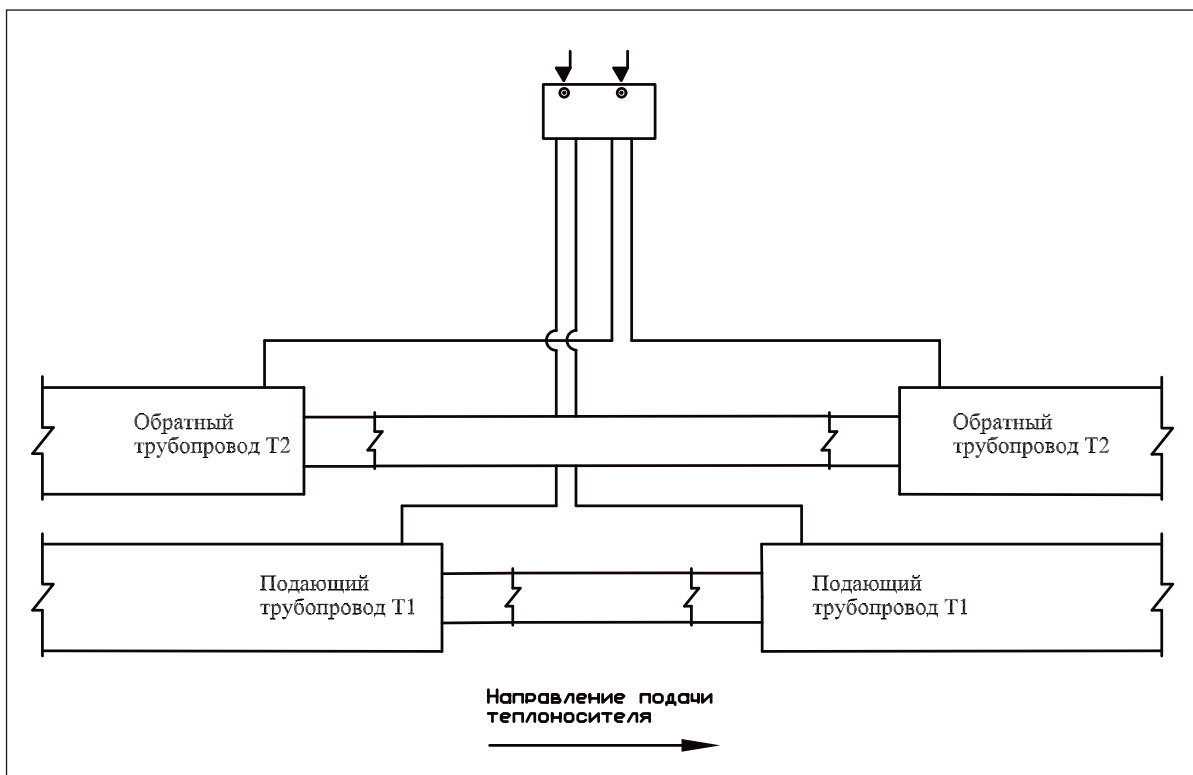 Обратный
трубопровод Т2
Обратный
трубопровод Т2
Подающий
трубопровод Т1
Подающий
трубопровод Т1
Направление подачи
теплоносителя